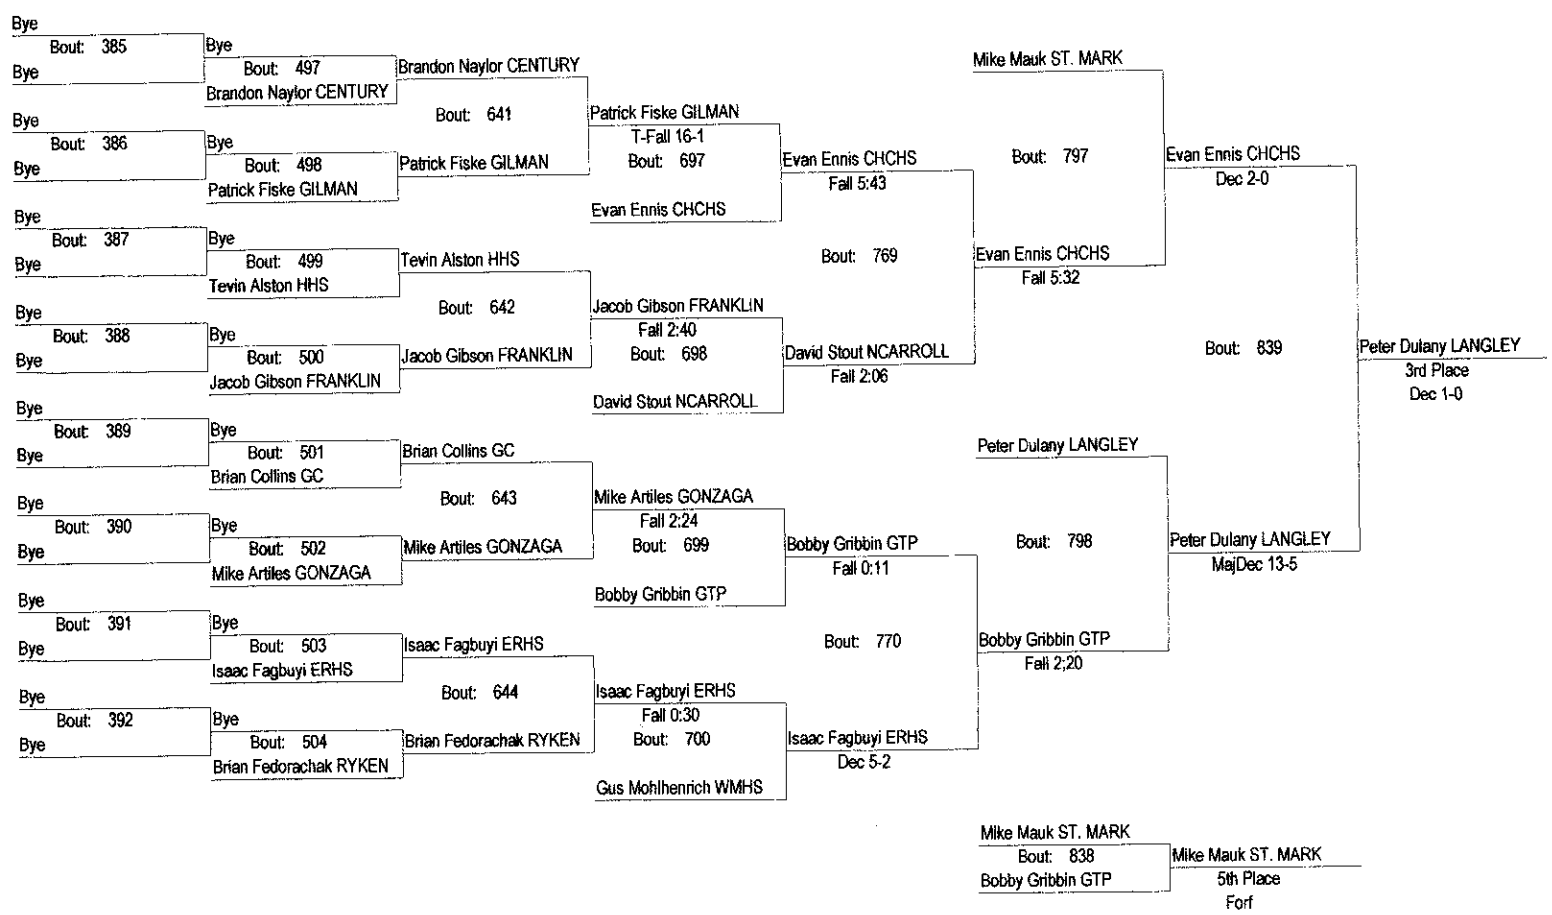 Bye
Bout: 385
Bye
Bye
Bout: 497
Brandon Naylor CENTURY
Brandon Naylor CENTURY
Bout: 641
Bye
Bout: 386
Bye
Bye
Bout: 498
Patrick Fiske GILMAN
Patrick Fiske GILMAN
Patrick Fiske GILMAN
T-Fall 16-1
Bout: 697
Evan Ennis CHCHS
Evan Ennis CHCHS
Fall 5:43
Bye
Bout: 387
Bye
Bye
Bout: 499
Tevin Alston HHS
Tevin Alston HHS
Bout: 642
Bye
Bout: 388
Bye
Bye
Bout: 500
Jacob Gibson FRANKLIN
Jacob Gibson FRANKLIN
Jacob Gibson FRANKLIN
Fall 2:40
Bout: 698
David Stout NCARROLL
David Stout NCARROLL
Fall 2:06
Bout: 769
Evan Ennis CHCHS
Fall 5:32
Mike Mauk ST. MARK
Bout: 797
Evan Ennis CHCHS
Dec 2-0
Bye
Bout: 389
Bye
Bye
Bout: 501
Brian Collins GC
Brian Collins GC
Bout: 643
Bye
Bout: 390
Bye
Bye
Bout: 502
Mike Artiles GONZAGA
Mike Artiles GONZAGA
Mike Artiles GONZAGA
Fall 2:24
Bout: 699
Bobby Gribbin GTP
Bobby Gribbin GTP
Fall 0:11
Bye
Bout: 391
Bye
Bye
Bout: 503
Isaac Fagbuyi ERHS
Isaac Fagbuyi ERHS
Bout: 644
Bye
Bout: 392
Bye
Bye
Bout: 504
Brian Fedorachak RYKEN
Brian Fedorachak RYKEN
Isaac Fagbuyi ERHS
Fall 0:30
Bout: 700
Gus Mohlhenrich WMHS
Isaac Fagbuyi ERHS
Dec 5-2
Bout: 770
Bobby Gribbin GTP
Fall 2;20
Peter Dulany LANGLEY
Bout: 798
Peter Dulany LANGLEY
MajDec 13-5
Bout: 839
Peter Dulany LANGLEY
3rd Place
Dec 1-0
Mike Mauk ST. MARK
Bout: 838
Bobby Gribbin GTP
Mike Mauk ST. MARK
5th Place
Forf